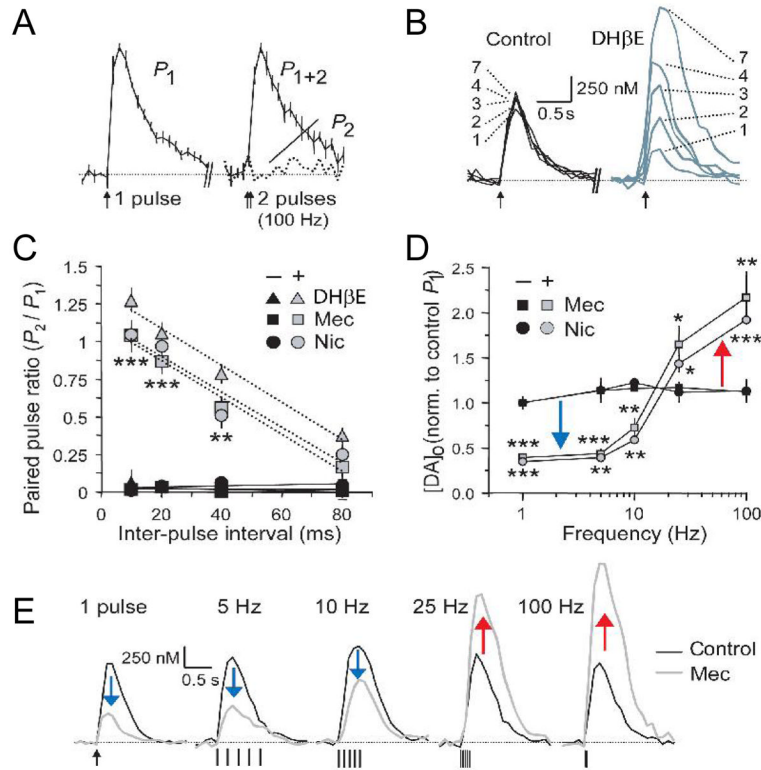 A
P1
P1+2
P2
1 pulse
2 pulses
(100 Hz)
B
Control
DHβE
7
4
3
2
1
250 nM
0.5 s
7
4
3
2
1
C
Paired pulse ratio (P2 / P1)
1.5
1.25
1
0.75
0.5
0.25
0
− +
DHβE
Mec
Nic
***
***
**
0 20 40 60 80
Inter-pulse interval (ms)
D
[DA]o (norm. to control P1)
2.5
2.0
1.5
1.0
0.5
0.0
− +
Mec
Nic
**
*
***
*
**
***
***
***
**
**
1 10 100
Frequency (Hz)
E
1 pulse 5 Hz 10 Hz 25 Hz 100 Hz
250 nM
0.5 s
Control
Mec